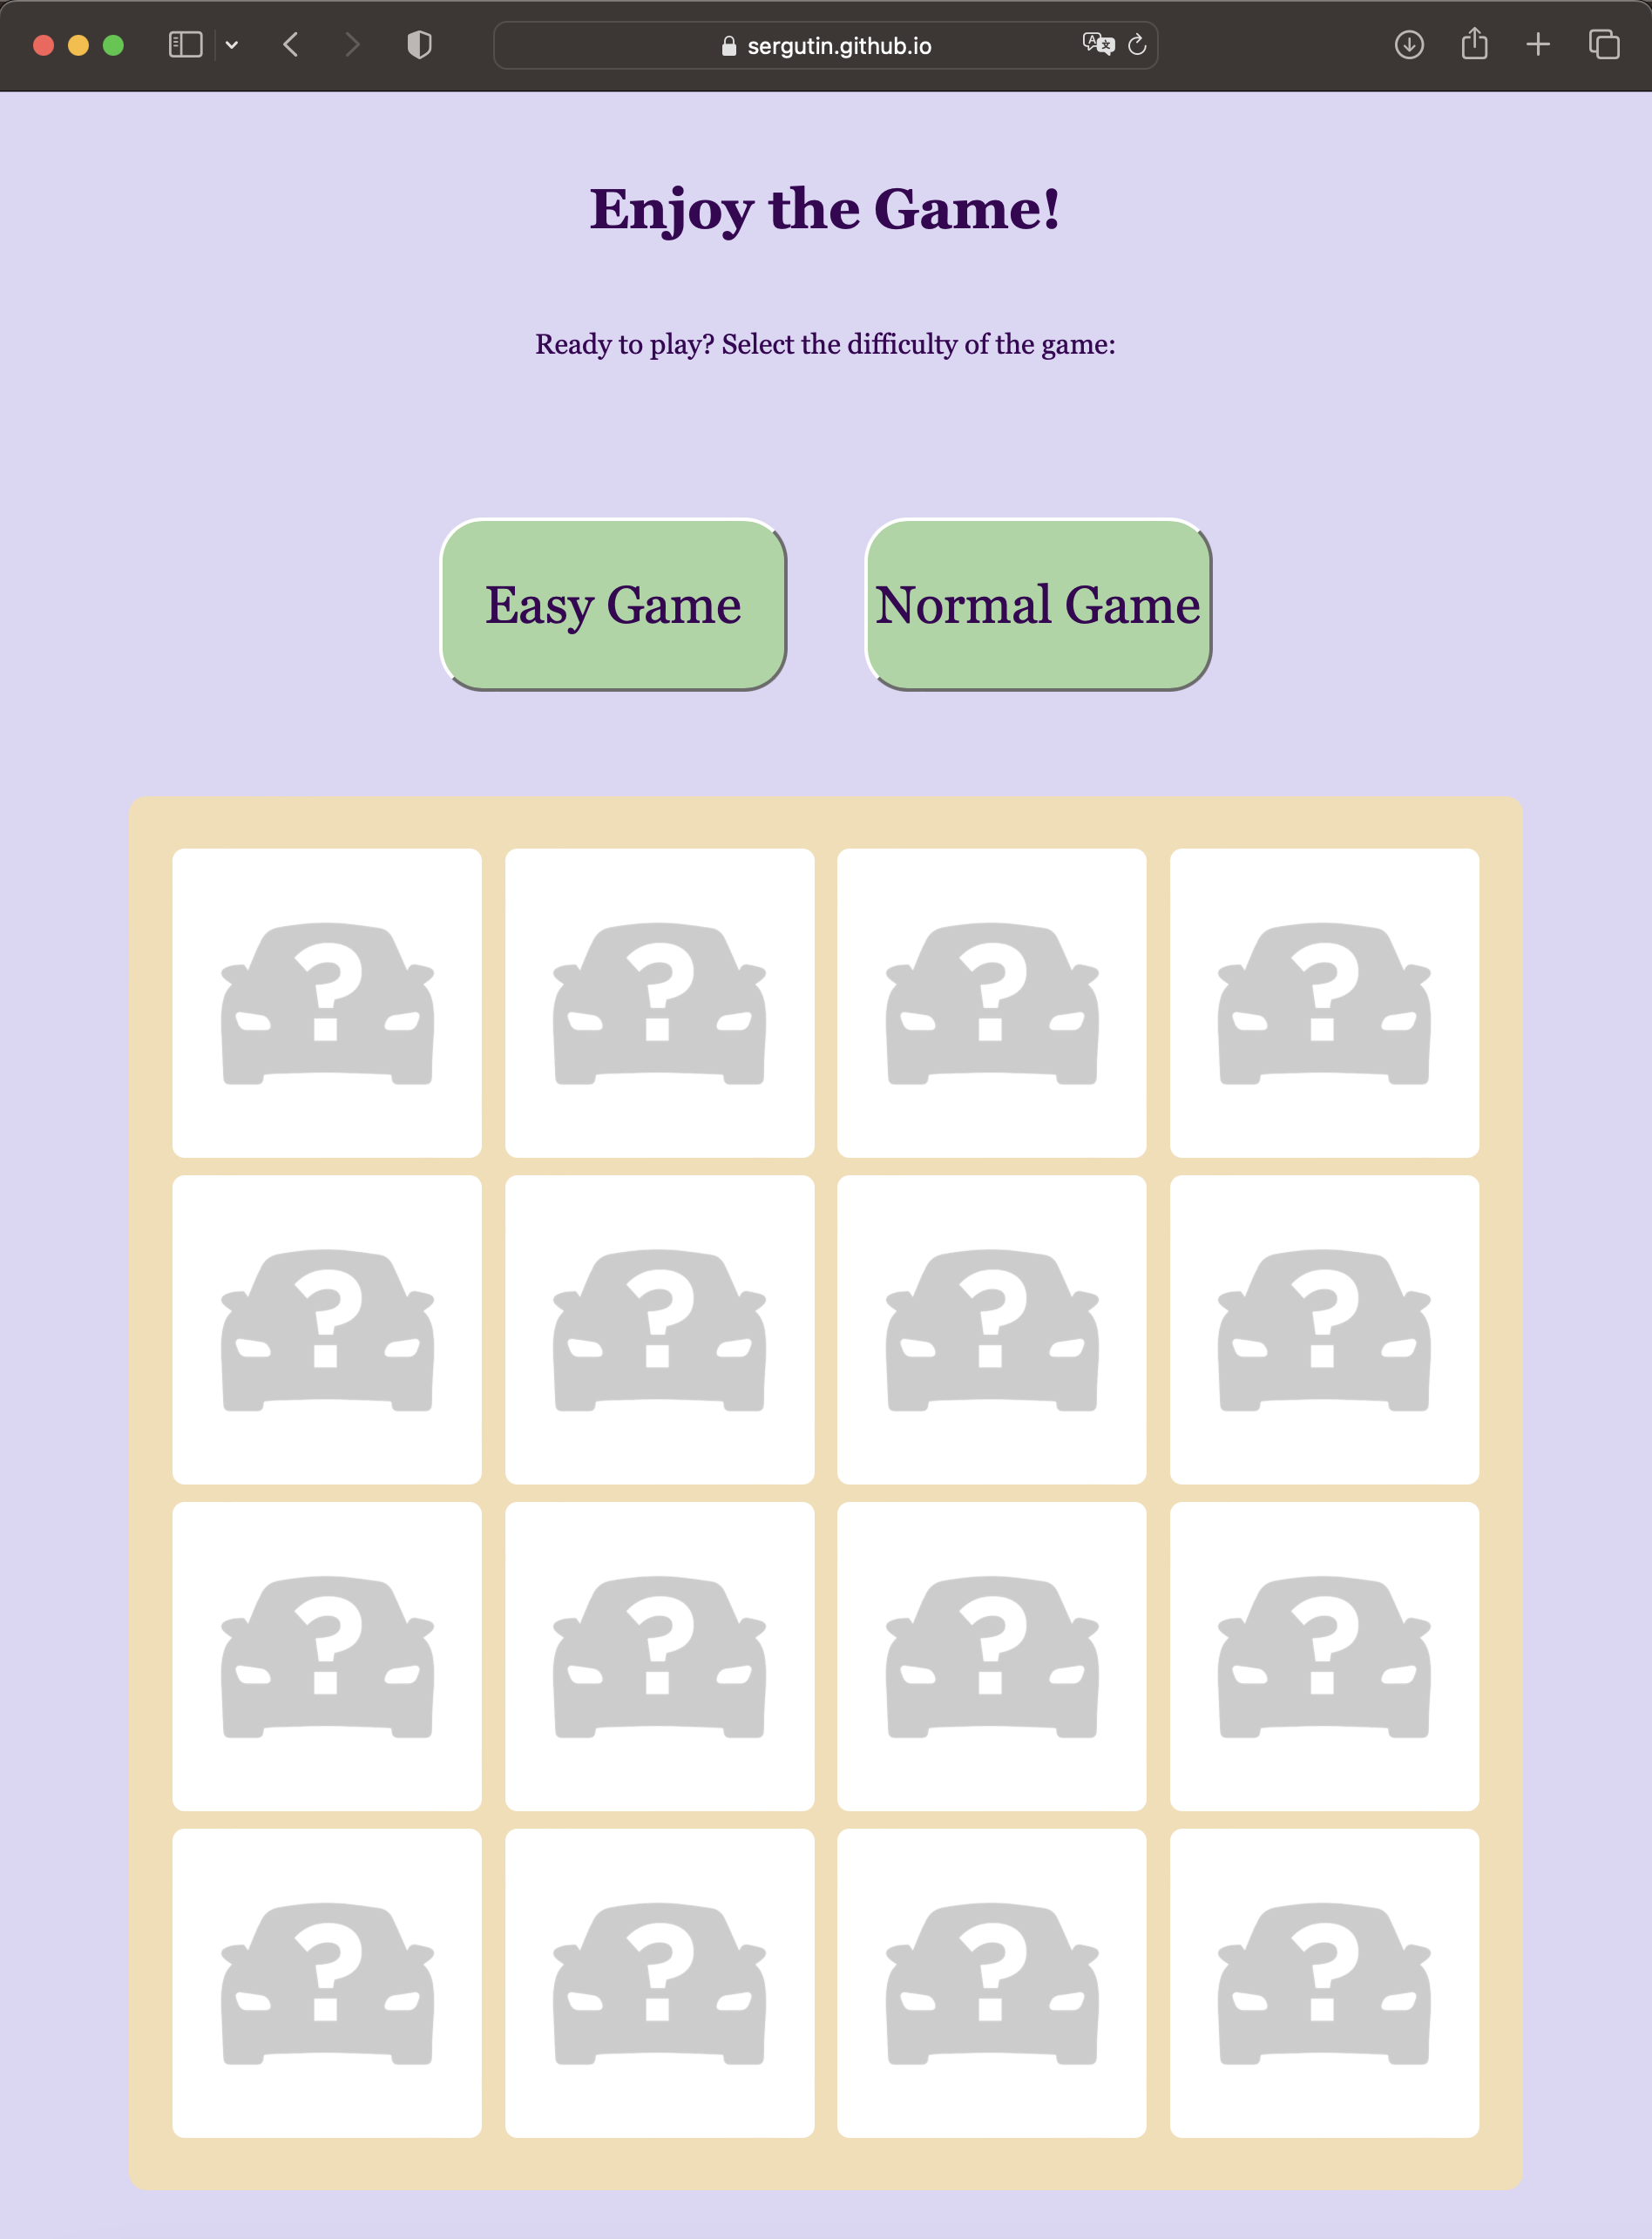 sergutin.github.io
Enjoy the Game!
Ready to play? Select the difficulty of the game:
Easy Game
Normal Game
? ? ? ?
? ? ? ?
? ? ? ?
? ? ? ?